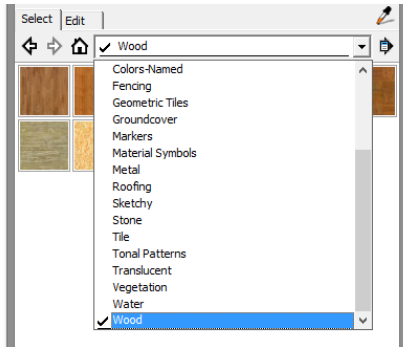 Select Edit
Wood
Colors-Named
Fencing
Geometric Tiles
Groundcover
Markers
Material Symbols
Metal
Roofing
Sketchy
Stone
Tile
Tonal Patterns
Translucent
Vegetation
Water
Wood